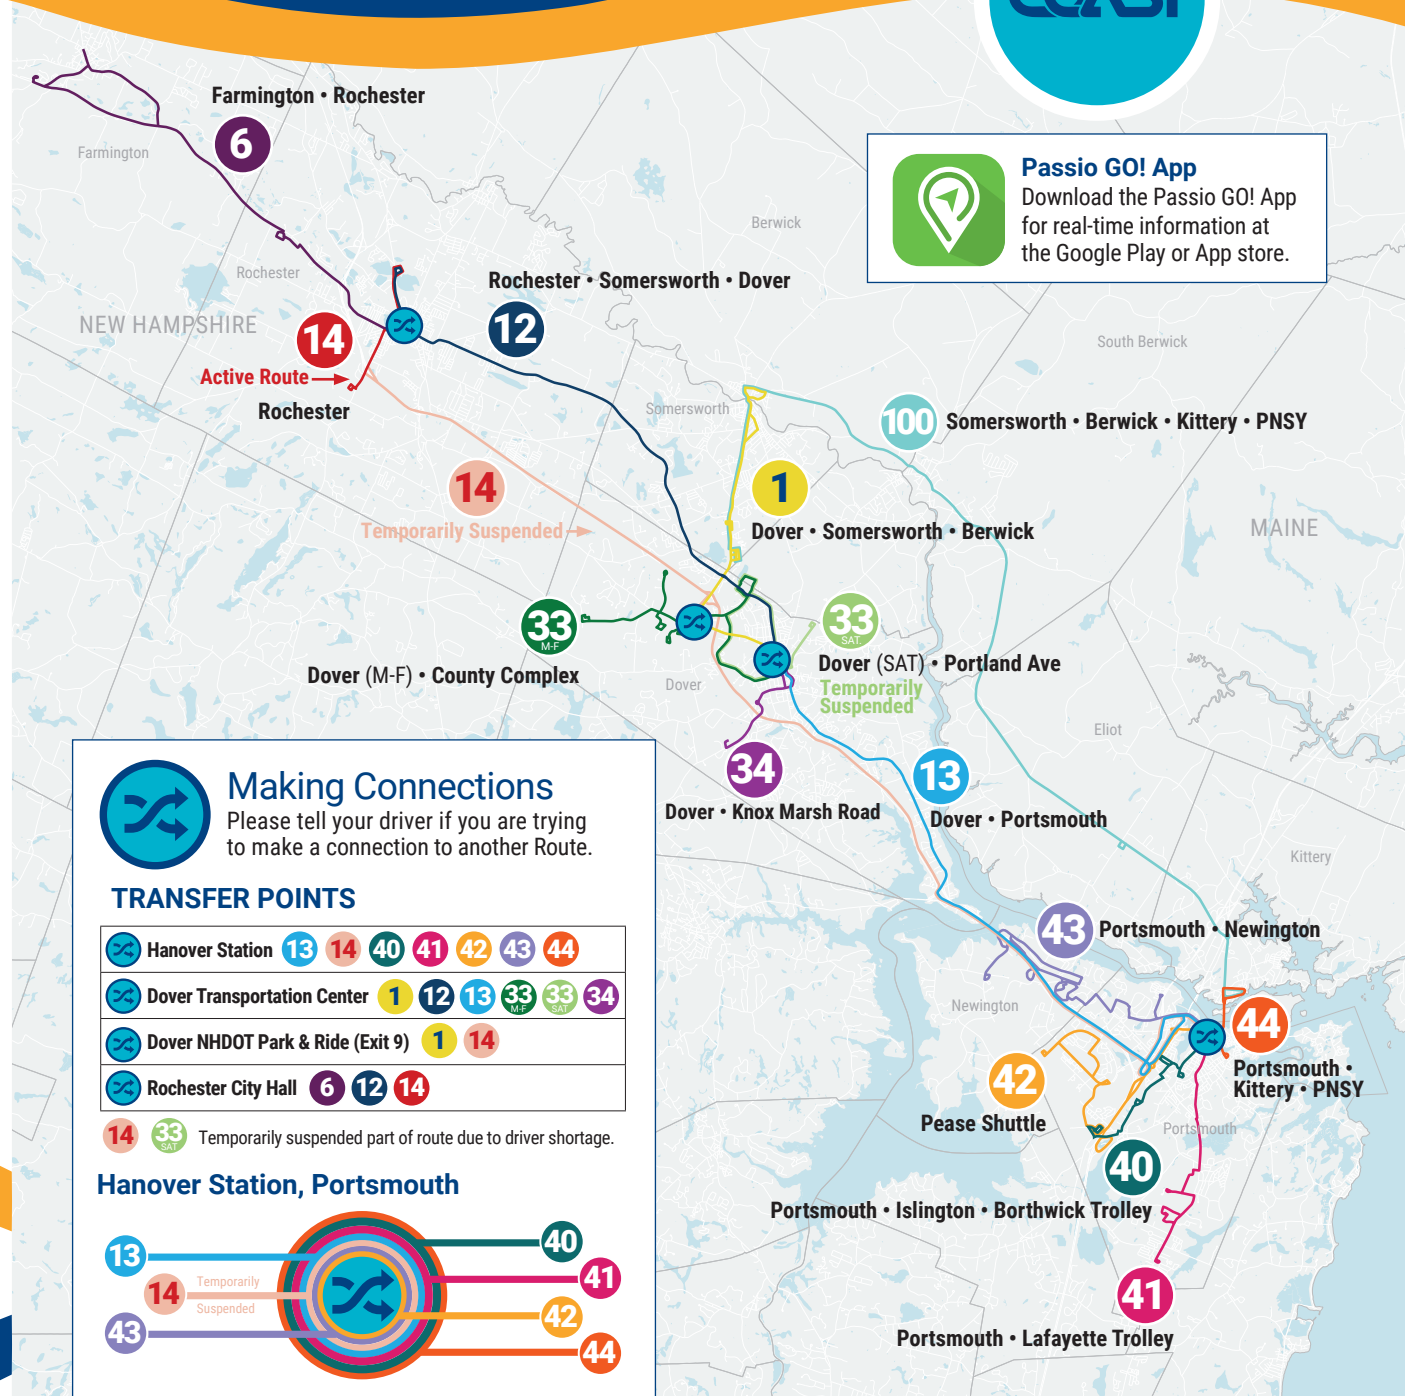 COAST
Farmington • Rochester
6
Farmington
Passio GO! App
Download the Passio GO! App
for real-time information at
the Google Play or App store.
Berwick
Rochester
Rochester • Somersworth • Dover
12
NEW HAMPSHIRE
14
Active Route
Rochester
South Berwick
Somersworth
100
Somersworth • Berwick • Kittery • PNSY
14
Temporarily Suspended
1
Dover • Somersworth • Berwick
MAINE
33
M-F
Dover (M-F) • County Complex
33
SAT.
Dover (SAT) • Portland Ave
Temporarily
Suspended
Dover
Eliot
34
Dover • Knox Marsh Road
13
Dover • Portsmouth
Kittery
43
Portsmouth • Newington
Newington
44
Portsmouth •
Kittery • PNSY
42
Pease Shuttle
Portsmouth
40
Portsmouth • Islington • Borthwick Trolley
41
Portsmouth • Lafayette Trolley
Making Connections
Please tell your driver if you are trying
to make a connection to another Route.
TRANSFER POINTS
Hanover Station 13 14 40 41 42 43 44
Dover Transportation Center 1 12 13 33 M-F 33 SAT 34
Dover NHDOT Park & Ride (Exit 9) 1 14
Rochester City Hall 6 12 14
14 33 SAT Temporarily suspended part of route due to driver shortage.
Hanover Station, Portsmouth
13
14
Temporarily
Suspended
43
40
41
42
44